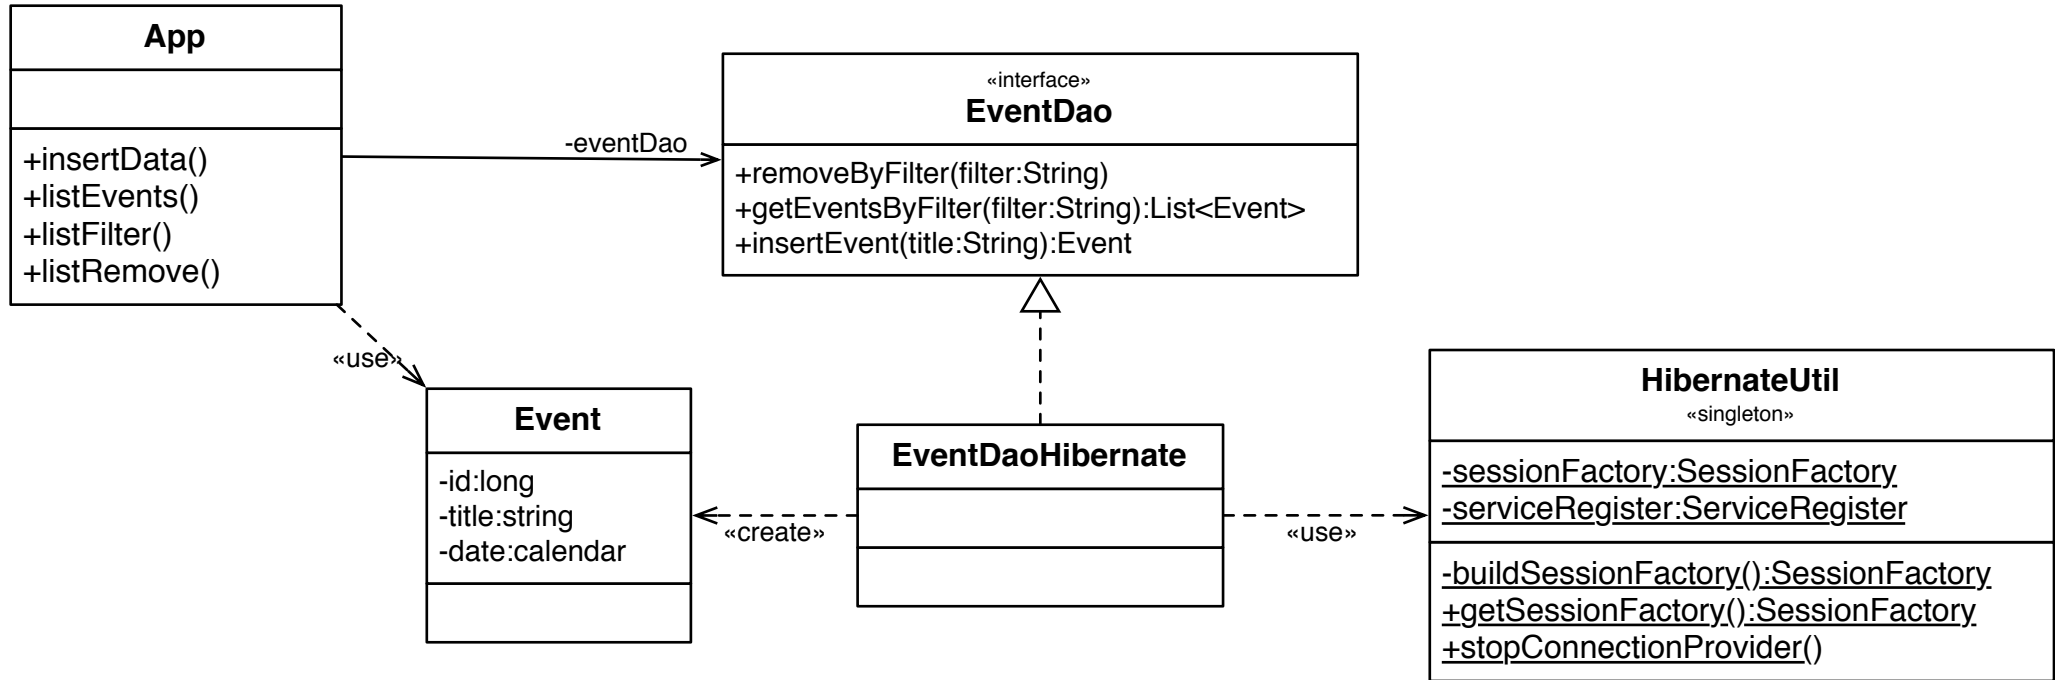 App
+insertData()
+listEvents()
+listFilter()
+listRemove()
-eventDao
«interface»
EventDao
+removeByFilter(filter:String)
+getEventsByFilter(filter:String):List<Event>
+insertEvent(title:String):Event
«use»
Event
-id:long
-title:string
-date:calendar
«create»
EventDaoHibernate
«use»
HibernateUtil
«singleton»
-sessionFactory:SessionFactory
-serviceRegister:ServiceRegister
-buildSessionFactory():SessionFactory
+getSessionFactory():SessionFactory
+stopConnectionProvider()